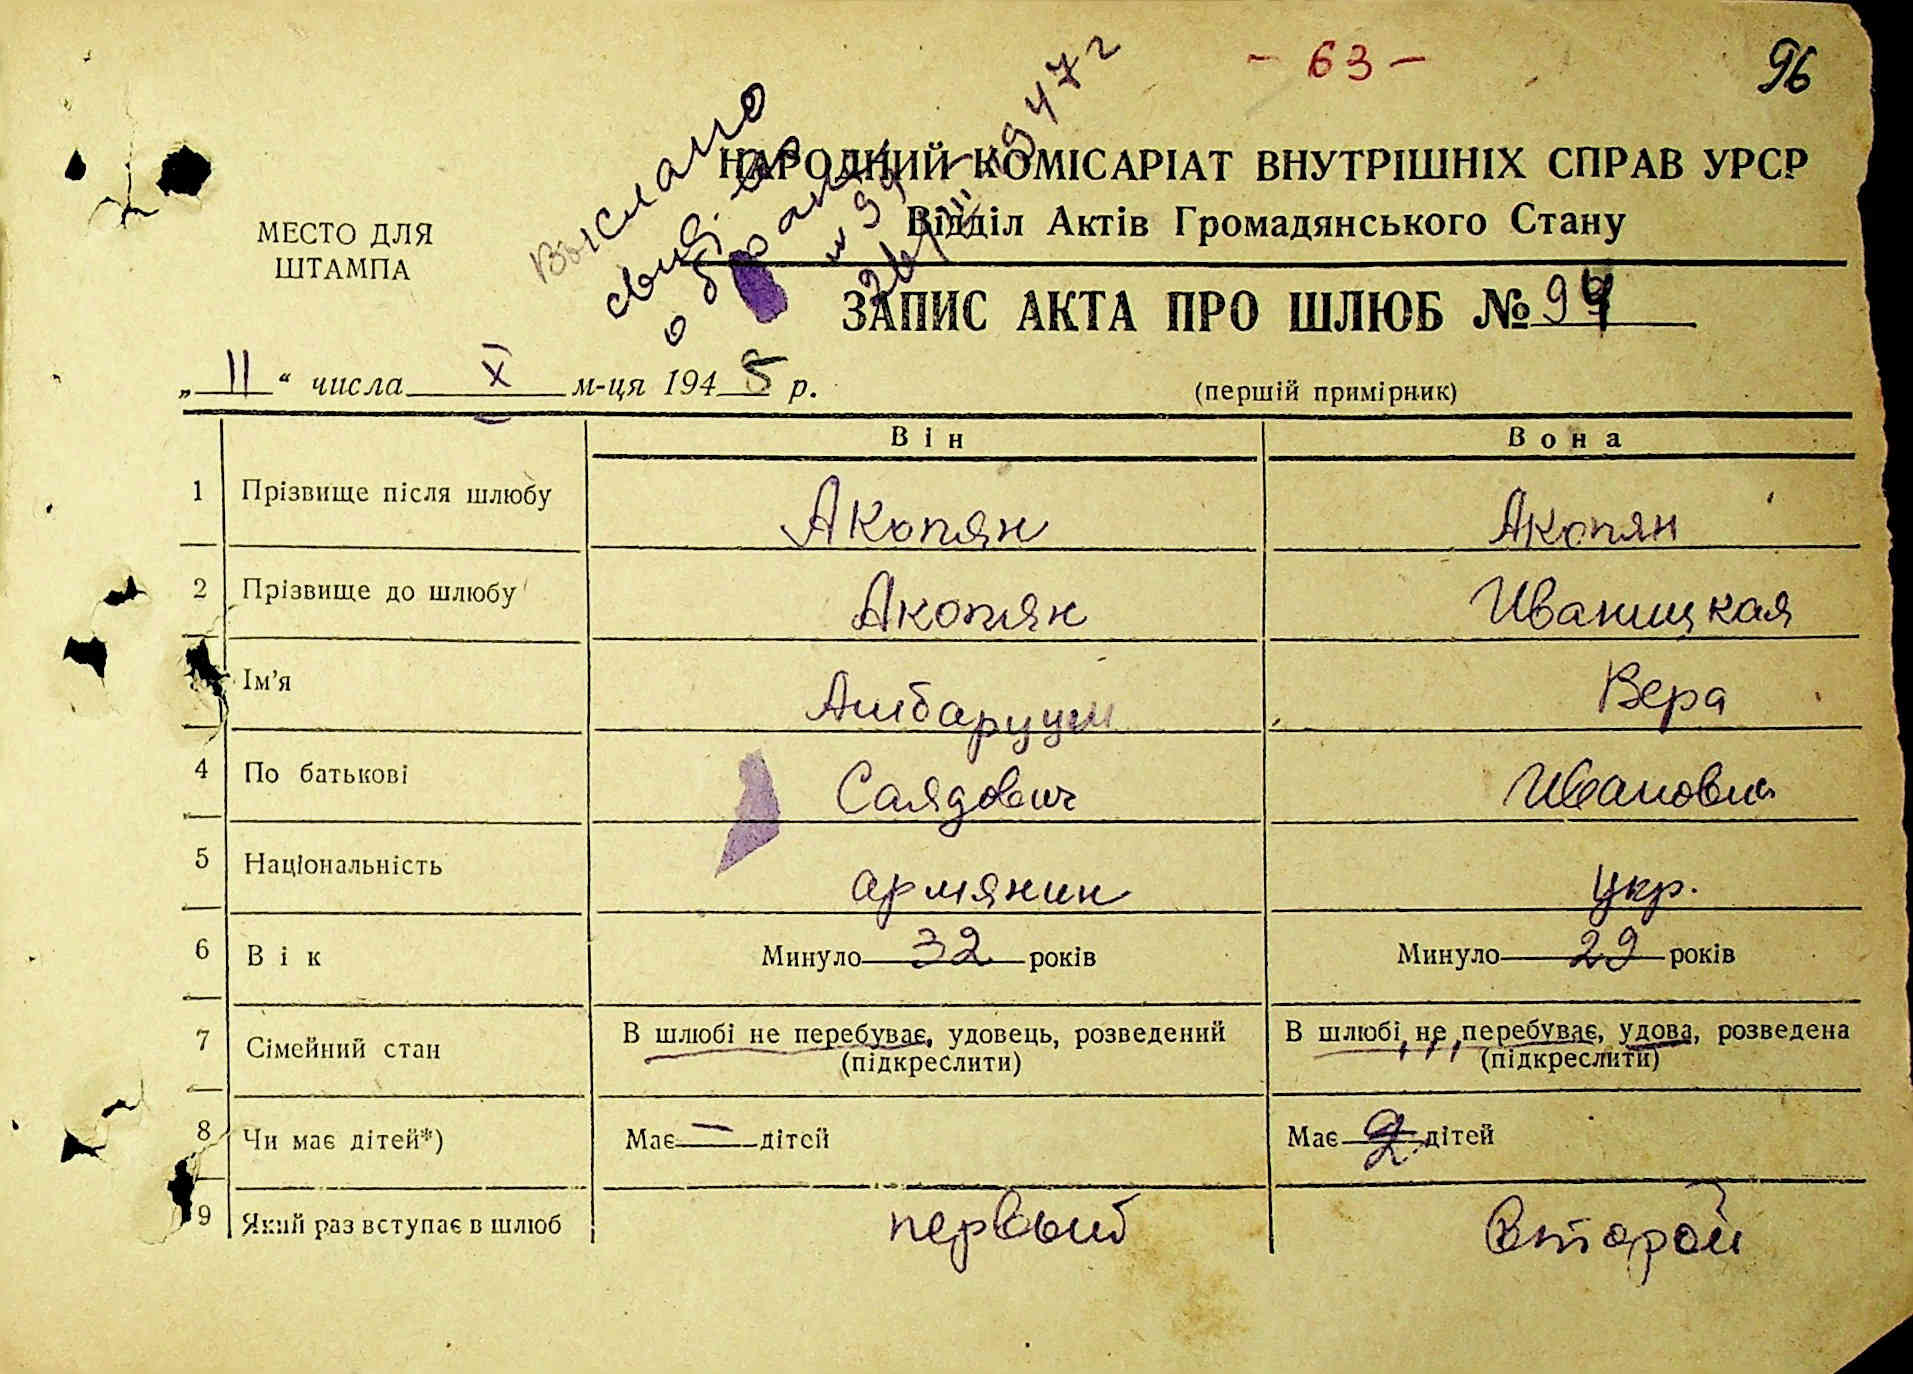 - 63 -
96
Выслано
свид. во
о браке
НАРОДНИЙ КОМІСАРІАТ ВНУТРІШНІХ СПРАВ УРСР
Відділ Актів Громадянського Стану
МЕСТО ДЛЯ
ШТАМПА
ЗАПИС АКТА ПРО ШЛЮБ №
„11“ числа X м-ця 1945 р.
(першій примірник)
Він Вона
1 Прізвище після шлюбу Акопян Акопян
2 Прізвище до шлюбу Акопян Иваницкая
Ім'я Вера
4 По батькові Саядович Ивановна
5 Національність армянин укр.
6 Вік Минуло 32 років Минуло 29 років
7 Сімейний стан В шлюбі не перебуває, удовець, розведений В шлюбі не перебуває, удова, розведена
(підкреслити) (підкреслити)
8 Чи має дітей*) Має — дітей Має 2 дітей
9 Який раз вступає в шлюб первый второй